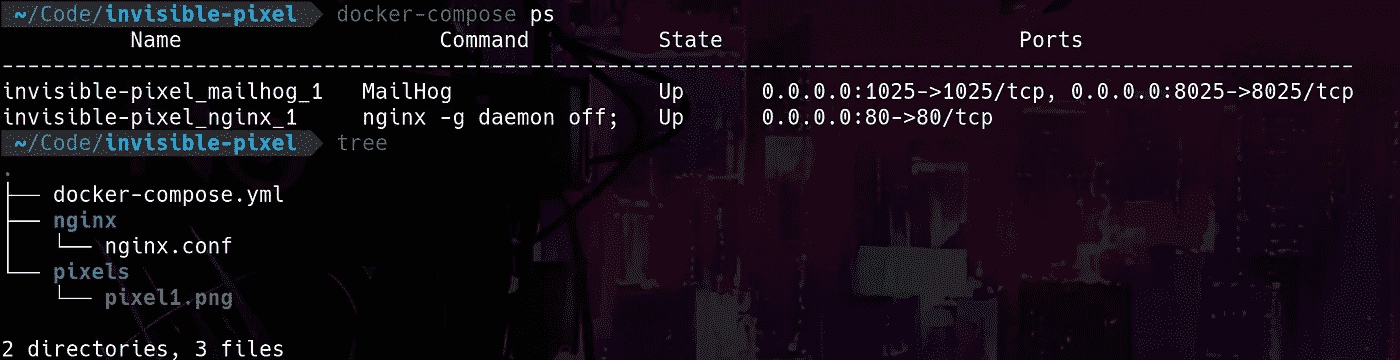 ~/Code/invisible-pixel docker-compose ps
Name Command State Ports
--------------------------------------------------------------------------------------------------------
invisible-pixel_mailhog_1 MailHog Up 0.0.0.0:1025->1025/tcp, 0.0.0.0:8025->8025/tcp
invisible-pixel_nginx_1 nginx -g daemon off; Up 0.0.0.0:80->80/tcp
~/Code/invisible-pixel tree
.
├── docker-compose.yml
├── nginx
│   └── nginx.conf
└── pixels
    └── pixel1.png
2 directories, 3 files